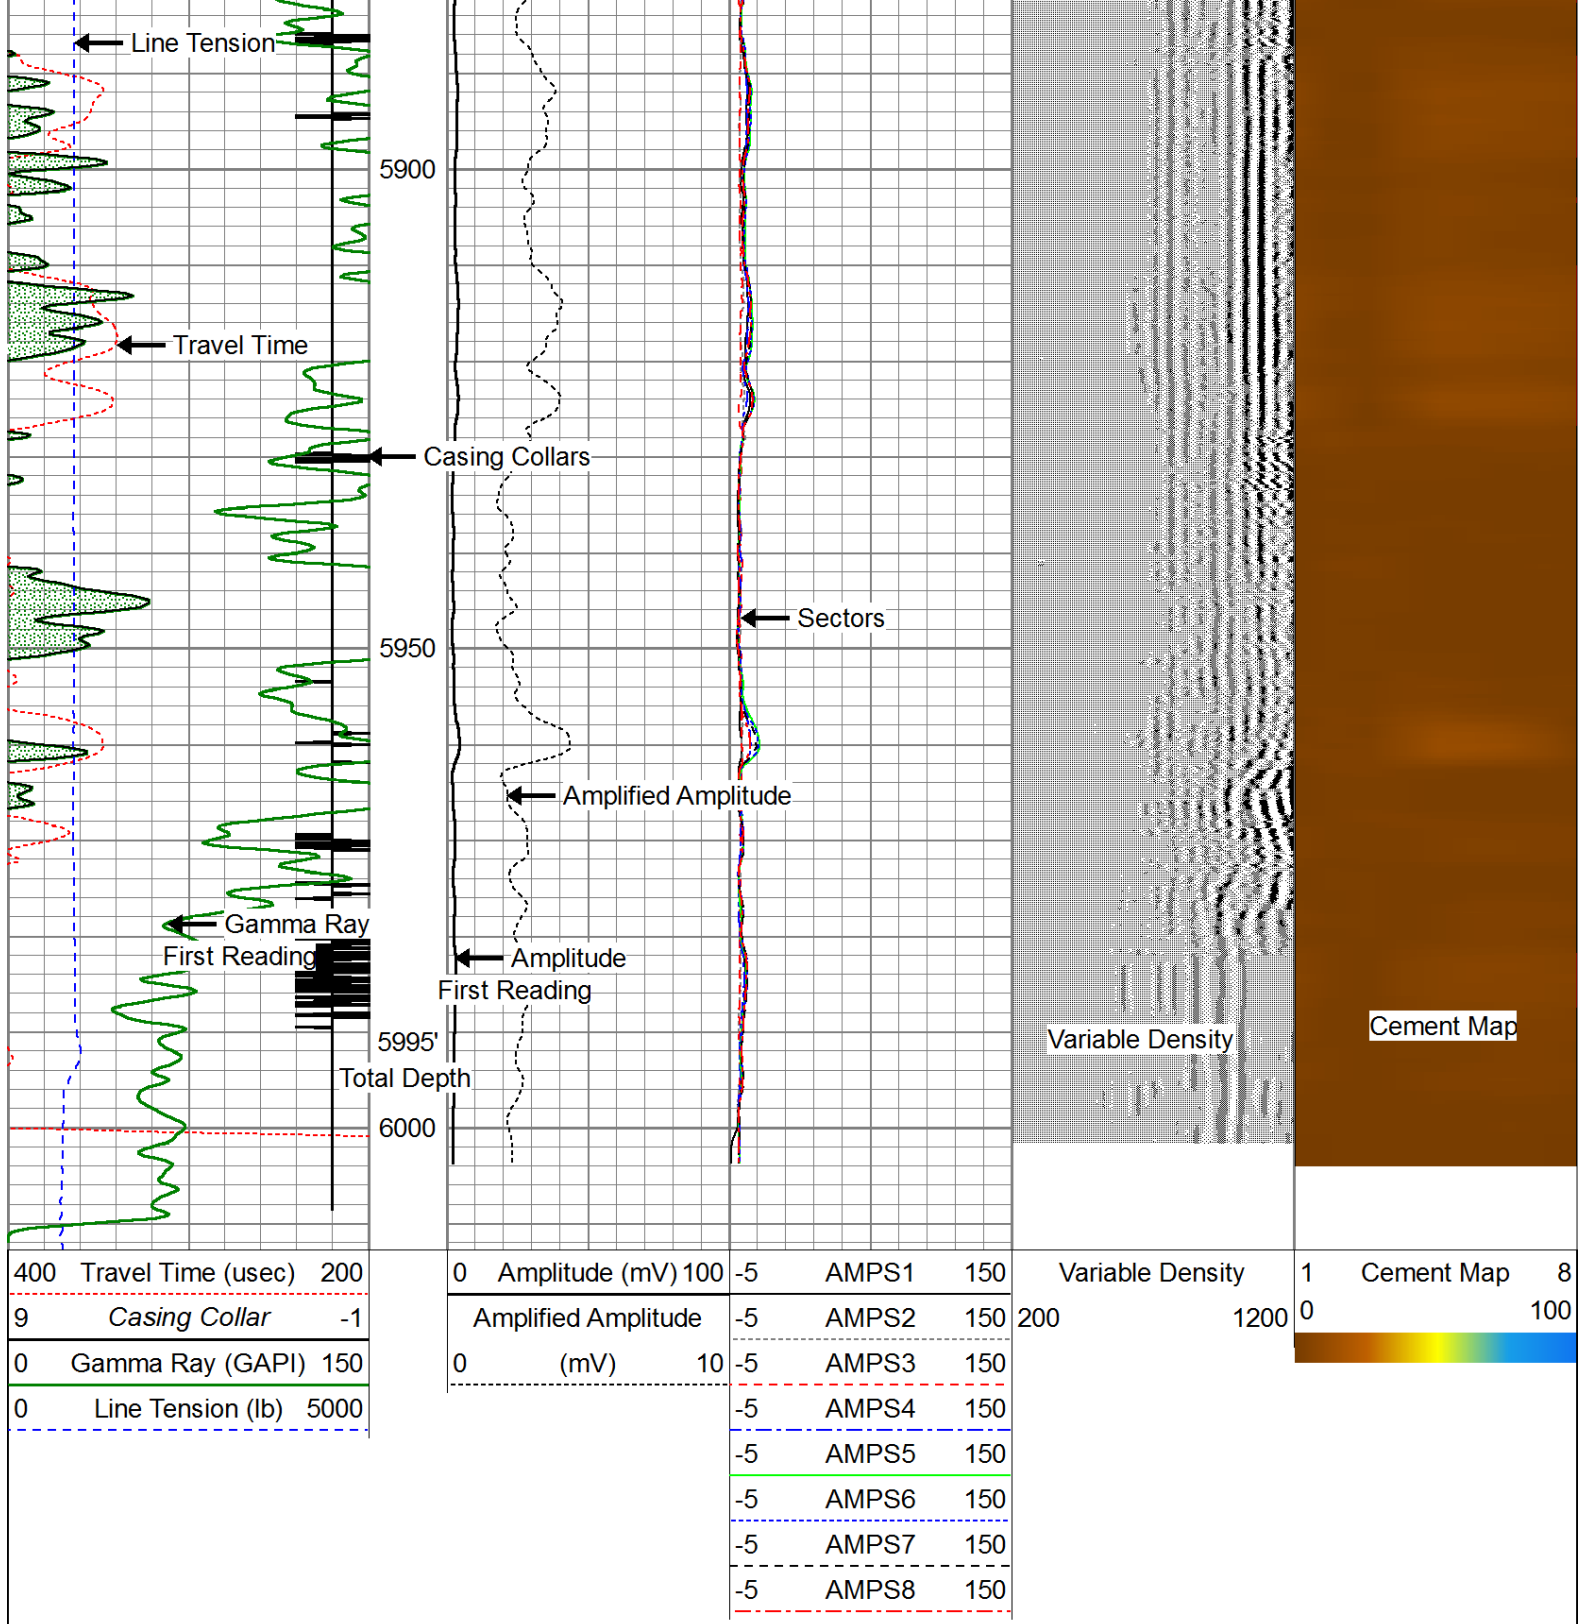 Line Tension
5900
Travel Time
Casing Collars
Sectors
5950
Amplified Amplitude
Gamma Ray
First Reading
Amplitude
First Reading
5995'
Total Depth
Variable Density
Cement Map
6000
400 Travel Time (usec) 200
9 Casing Collar -1
0 Gamma Ray (GAPI) 150
0 Line Tension (lb) 5000
0 Amplitude (mV) 100
Amplified Amplitude
0 (mV) 10
-5 AMPS1 150
-5 AMPS2 150
-5 AMPS3 150
-5 AMPS4 150
-5 AMPS5 150
-5 AMPS6 150
-5 AMPS7 150
-5 AMPS8 150
Variable Density
200 1200
1 Cement Map 8
0 100